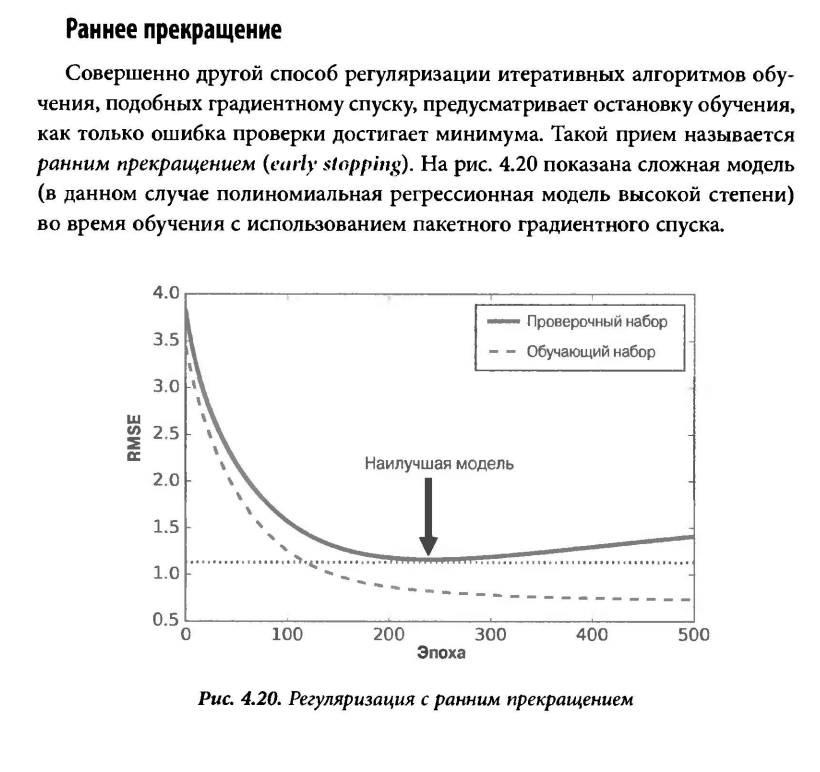 Раннее прекращение
Совершенно другой способ регуляризации итеративных алгоритмов обу-
чения, подобных градиентному спуску, предусматривает остановку обучения,
как только ошибка проверки достигает минимума. Такой прием называется
ранним прекращением (early stopping). На рис. 4.20 показана сложная модель
(в данном случае полиномиальная регрессионная модель высокой степени)
во время обучения с использованием пакетного градиентного спуска.
4.0
Проверочный набор
3.5
Обучающий набор
3.0
RMSE
2.5
Наилучшая модель
2.0
1.5
1.0
0.5
0 100 200 300 400 500
Эпоха
Рис. 4.20. Регуляризация с ранним прекращением